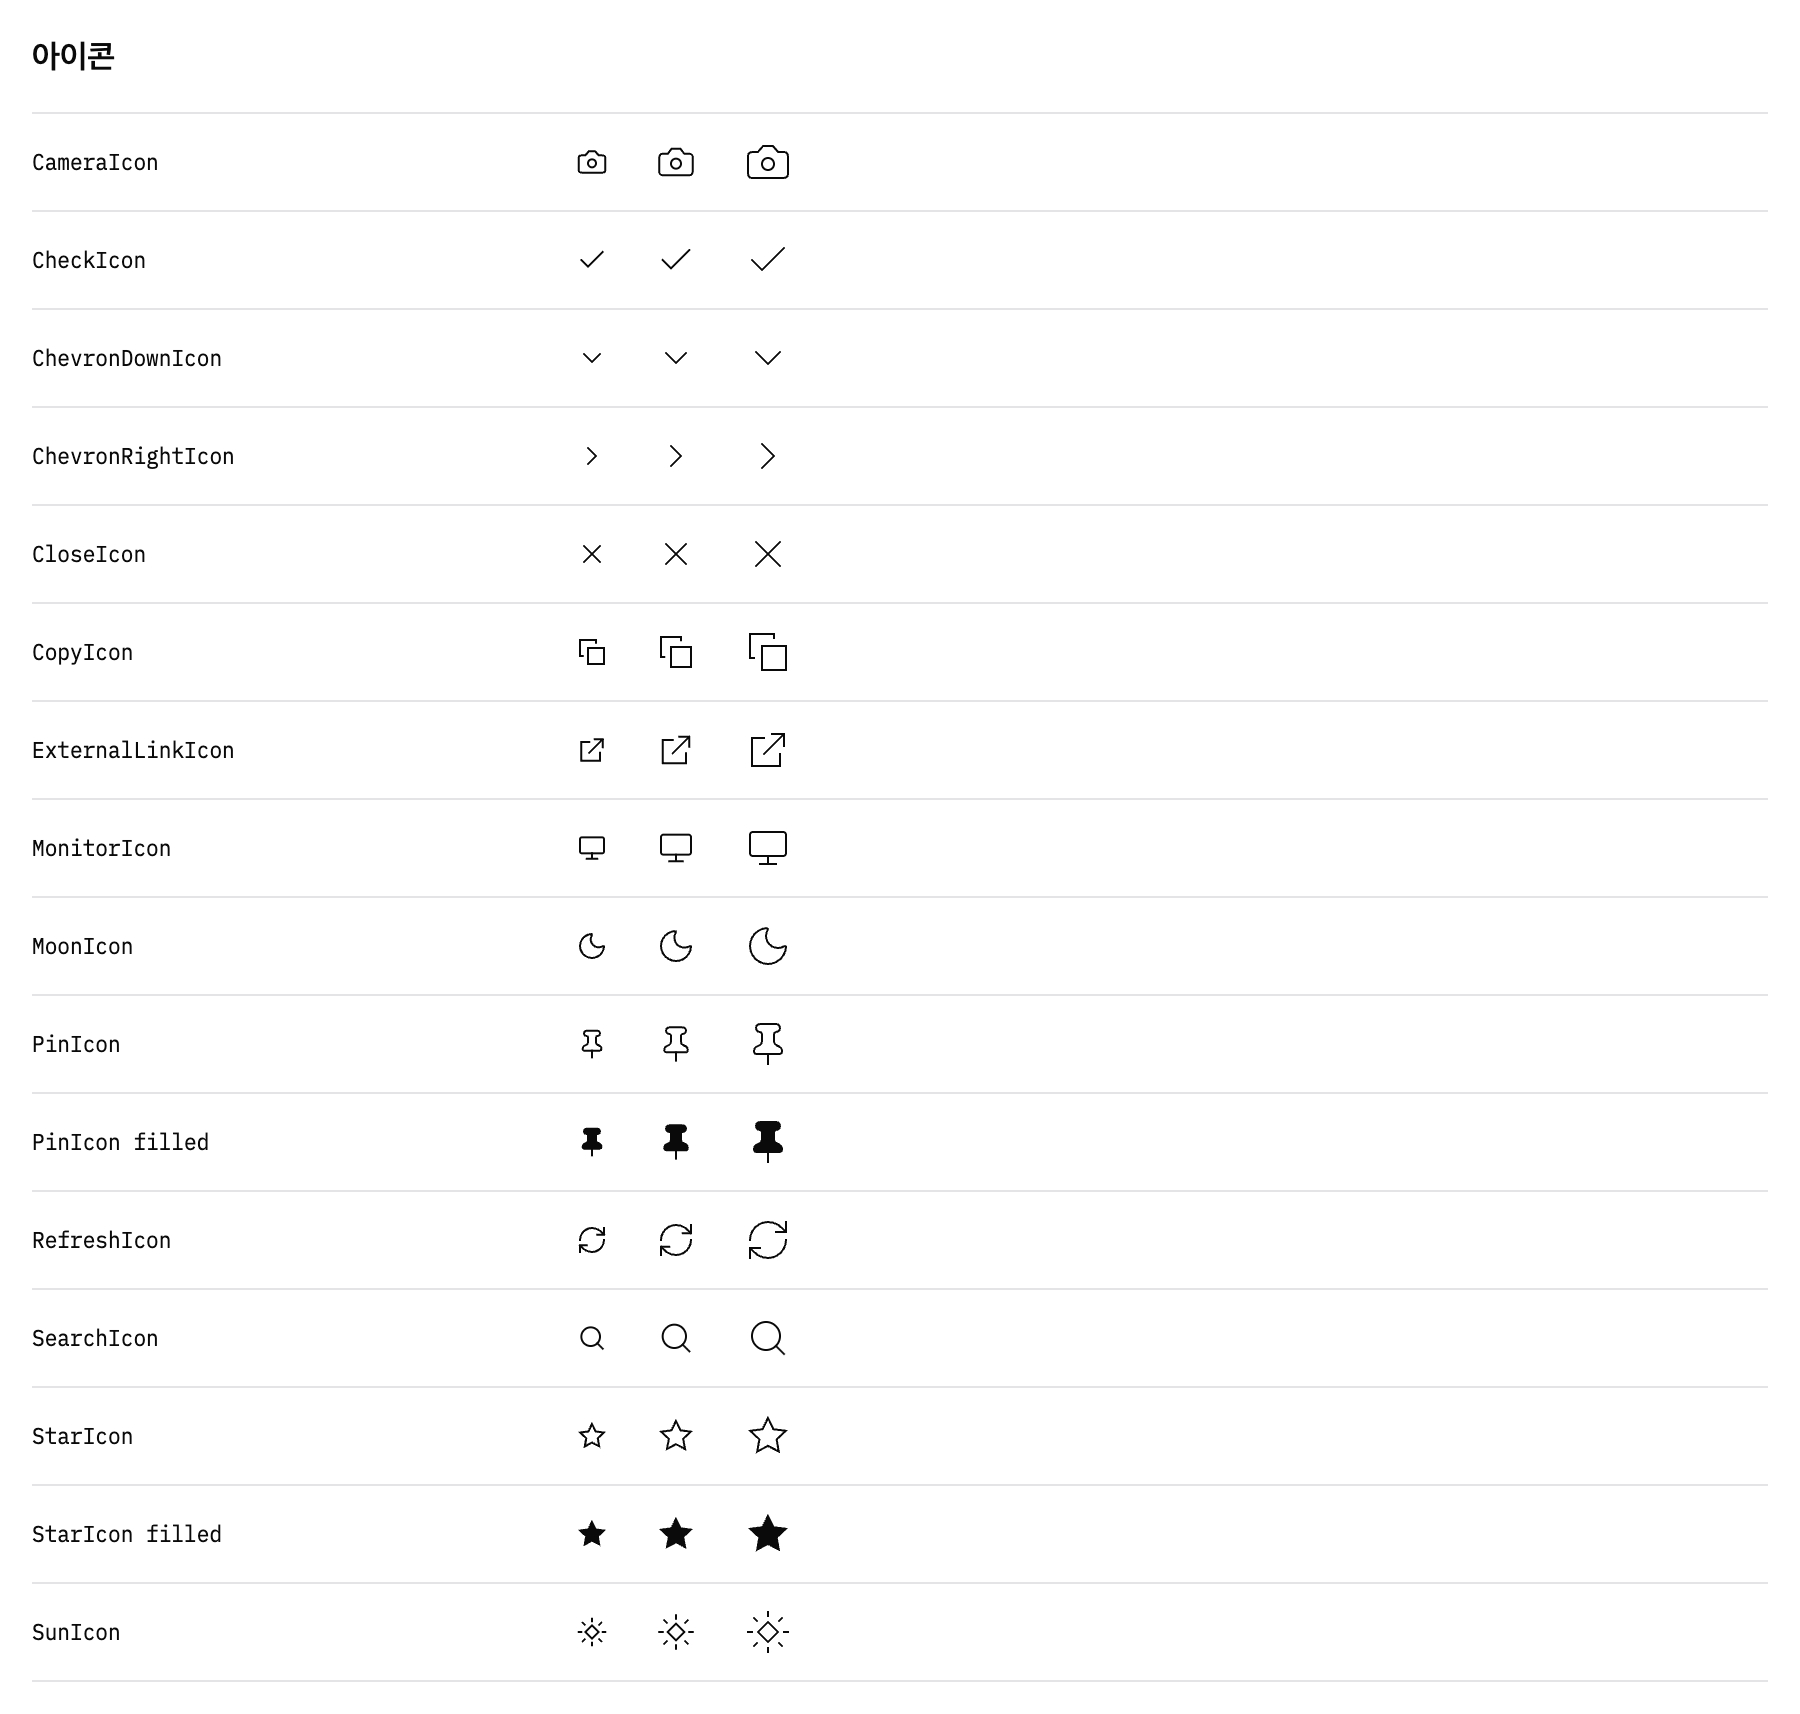 아이콘
CameraIcon
CheckIcon
ChevronDownIcon
ChevronRightIcon
CloseIcon
CopyIcon
ExternalLinkIcon
MonitorIcon
MoonIcon
PinIcon
PinIcon filled
RefreshIcon
SearchIcon
StarIcon
StarIcon filled
SunIcon